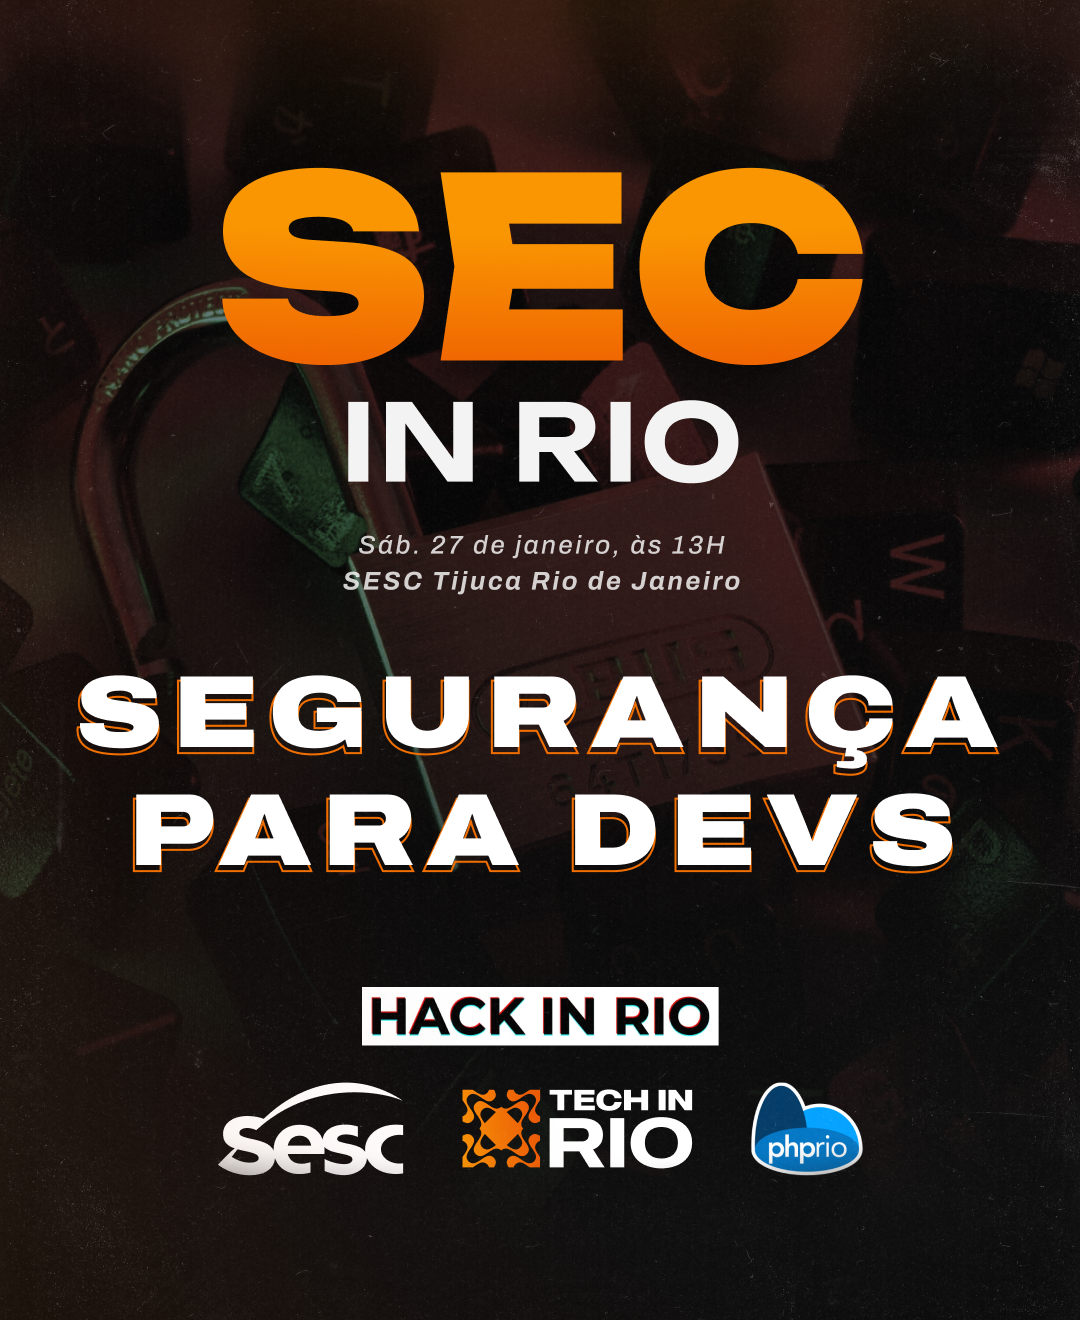 SEC
IN RIO
Sáb. 27 de janeiro, às 13H
SESC Tijuca Rio de Janeiro
SEGURANÇA
PARA DEVS
HACK IN RIO
Sesc
TECH IN
RIO
phprio
W